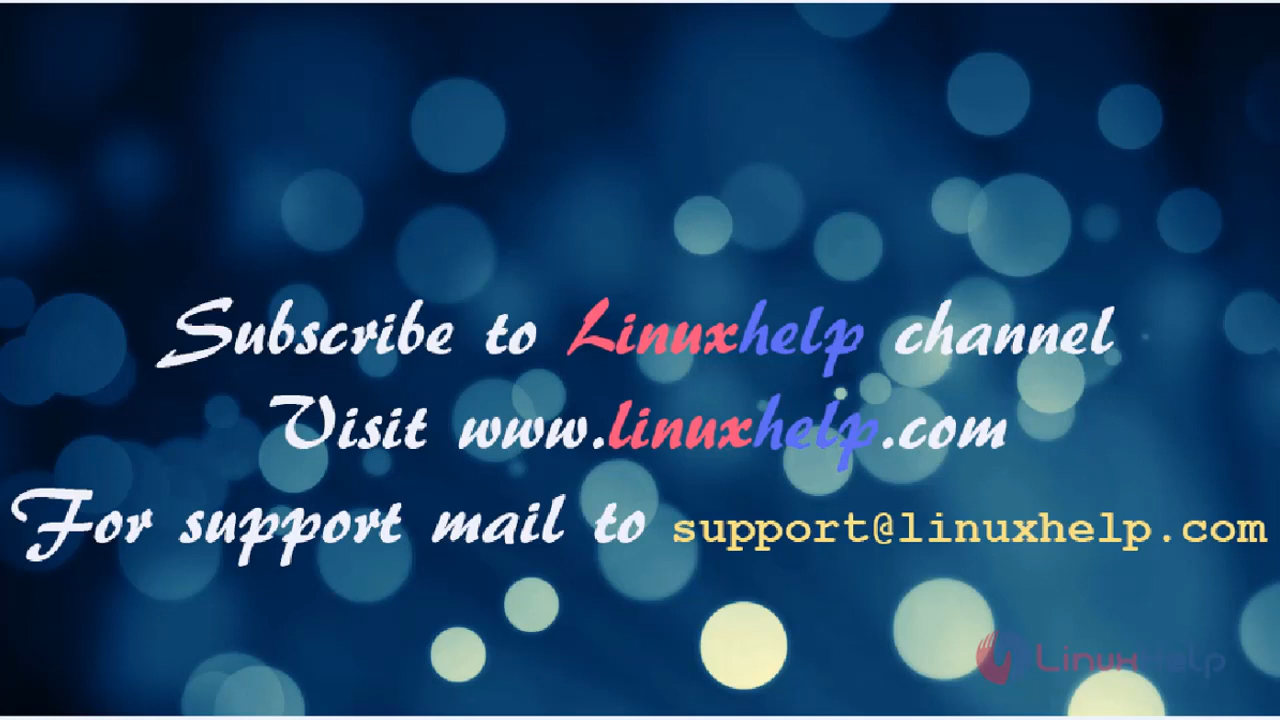 Subscribe to Linuxhelp channel
Visit www.linuxhelp.com
For support mail to support@linuxhelp.com
LinuxHelp